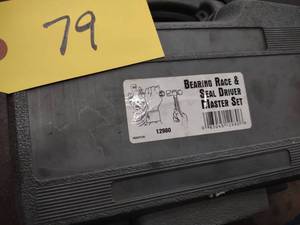 79
BEARING RACE &
SEAL DRIVER
MASTER SET
12980